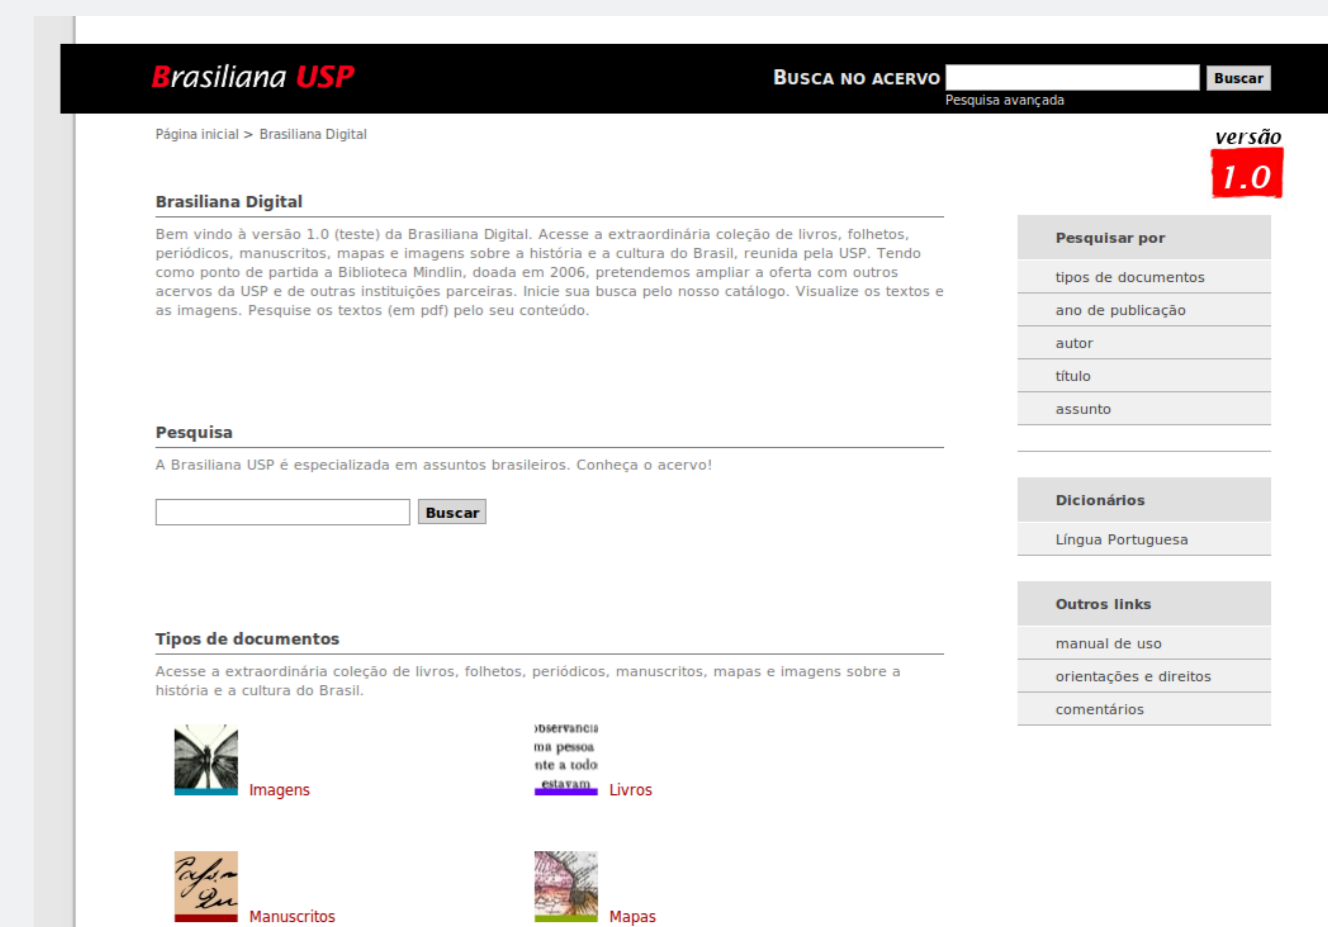 Brasiliana USP
BUSCA NO ACERVO
Buscar
Pesquisa avançada
Página inicial > Brasiliana Digital
versão
1.0
Brasiliana Digital
Bem vindo à versão 1.0 (teste) da Brasiliana Digital. Acesse a extraordinária coleção de livros, folhetos,
periódicos, manuscritos, mapas e imagens sobre a história e a cultura do Brasil, reunida pela USP. Tendo
como ponto de partida a Biblioteca Mindlin, doada em 2006, pretendemos ampliar a oferta com outros
acervos da USP e de outras instituições parceiras. Inicie sua busca pelo nosso catálogo. Visualize os textos e
as imagens. Pesquise os textos (em pdf) pelo seu conteúdo.
Pesquisa
A Brasiliana USP é especializada em assuntos brasileiros. Conheça o acervo!
Buscar
Tipos de documentos
Acesse a extraordinária coleção de livros, folhetos, periódicos, manuscritos, mapas e imagens sobre a
história e a cultura do Brasil.
Imagens
observancia
ma pessoa
nte a todo
estavam
Livros
Manuscritos
Mapas
Pesquisar por
tipos de documentos
ano de publicação
autor
título
assunto
Dicionários
Língua Portuguesa
Outros links
manual de uso
orientações e direitos
comentários